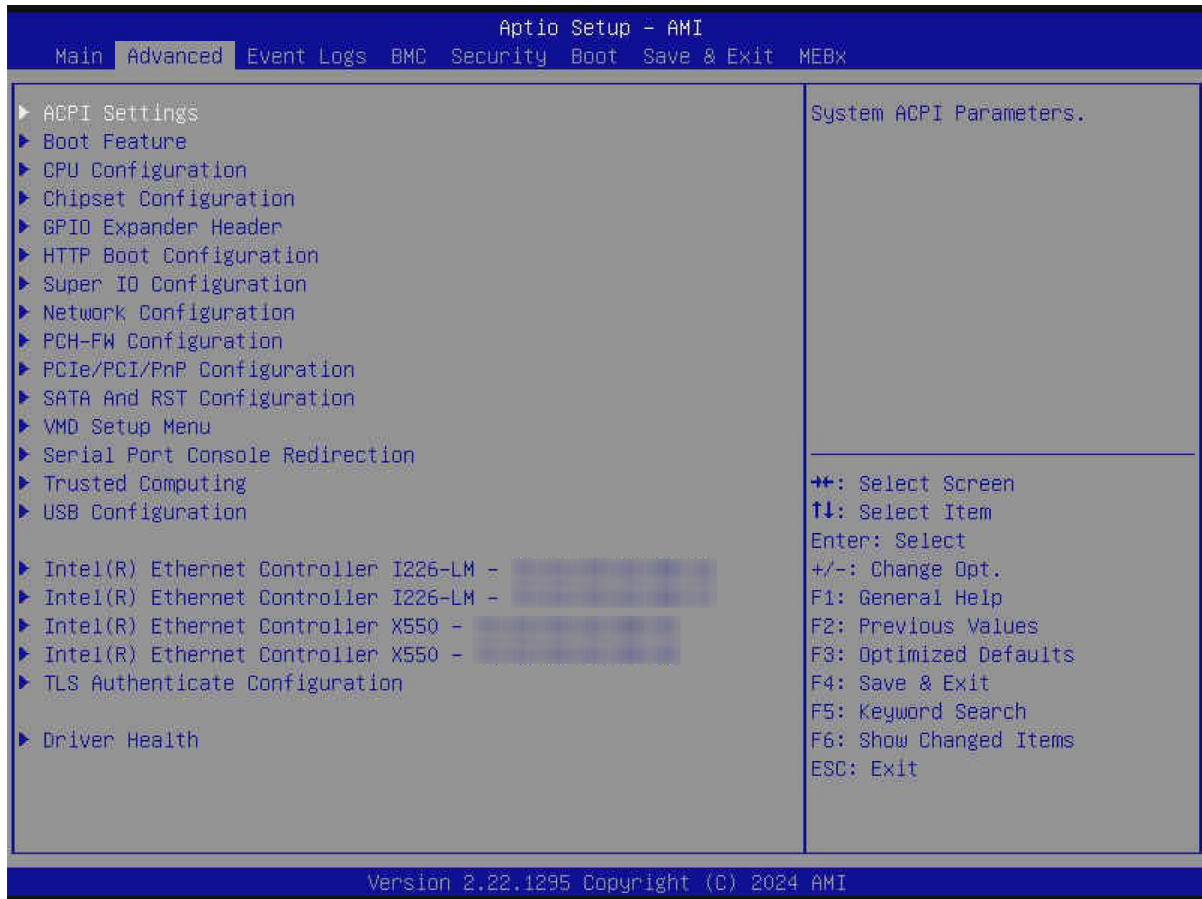 Aptio Setup – AMI
Main Advanced Event Logs BMC Security Boot Save & Exit MEBx
▶ ACPI Settings
▶ Boot Feature
▶ CPU Configuration
▶ Chipset Configuration
▶ GPIO Expander Header
▶ HTTP Boot Configuration
▶ Super IO Configuration
▶ Network Configuration
▶ PCH-FW Configuration
▶ PCIe/PCI/PnP Configuration
▶ SATA And RST Configuration
▶ VMD Setup Menu
▶ Serial Port Console Redirection
▶ Trusted Computing
▶ USB Configuration
▶ Intel(R) Ethernet Controller I226-LM –
▶ Intel(R) Ethernet Controller I226-LM –
▶ Intel(R) Ethernet Controller X550 –
▶ Intel(R) Ethernet Controller X550 –
▶ TLS Authenticate Configuration
▶ Driver Health
System ACPI Parameters.
→←: Select Screen
↑↓: Select Item
Enter: Select
+/-: Change Opt.
F1: General Help
F2: Previous Values
F3: Optimized Defaults
F4: Save & Exit
F5: Keyword Search
F6: Show Changed Items
ESC: Exit
Version 2.22.1295 Copyright (C) 2024 AMI